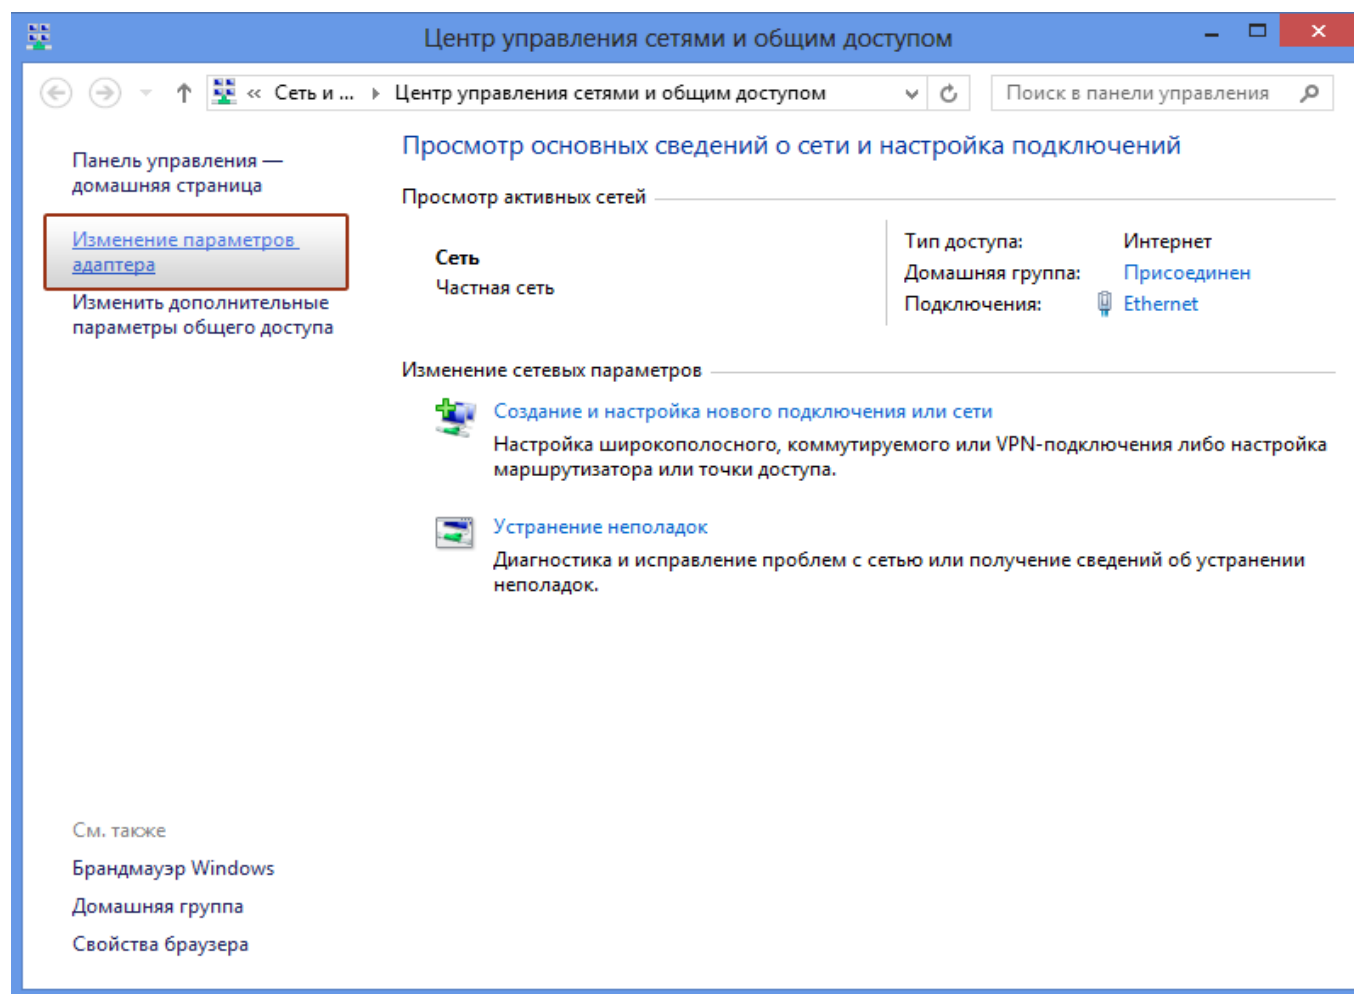 Центр управления сетями и общим доступом
« Сеть и ... Центр управления сетями и общим доступом
Поиск в панели управления
Панель управления —
домашняя страница
Изменение параметров
адаптера
Изменить дополнительные
параметры общего доступа
Просмотр основных сведений о сети и настройка подключений
Просмотр активных сетей
Сеть
Частная сеть
Тип доступа: Интернет
Домашняя группа: Присоединен
Подключения: Ethernet
Изменение сетевых параметров
Создание и настройка нового подключения или сети
Настройка широкополосного, коммутируемого или VPN-подключения либо настройка
маршрутизатора или точки доступа.
Устранение неполадок
Диагностика и исправление проблем с сетью или получение сведений об устранении
неполадок.
См. также
Брандмауэр Windows
Домашняя группа
Свойства браузера